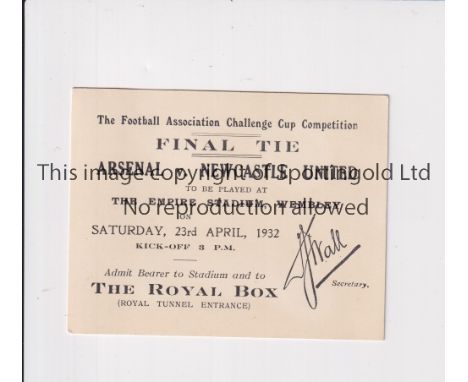 The Football Association Challenge Cup Competition
FINAL TIE
ARSENAL v. NEWCASTLE UNITED
This image copyright of Sportingold Ltd
TO BE PLAYED AT
THE EMPIRE STADIUM WEMBLEY
No reproduction allowed
ON
SATURDAY, 23rd APRIL, 1932
KICK-OFF 3 P.M.
Admit Bearer to Stadium and to
THE ROYAL BOX
(ROYAL TUNNEL ENTRANCE)
FJWall
Secretary.